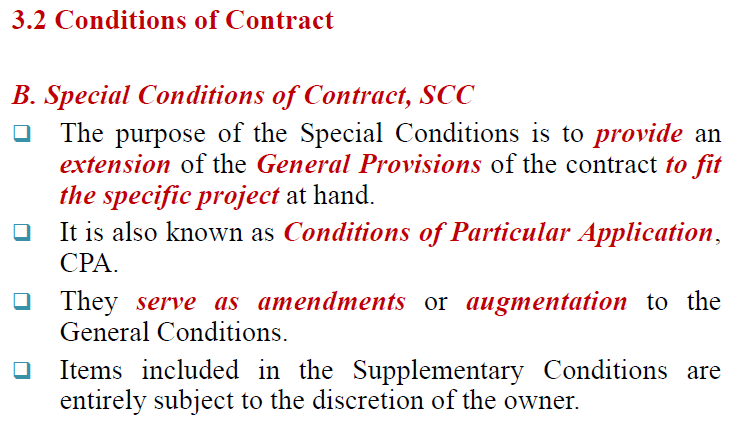 3.2 Conditions of Contract
B. Special Conditions of Contract, SCC
❑ The purpose of the Special Conditions is to provide an
extension of the General Provisions of the contract to fit
the specific project at hand.
❑ It is also known as Conditions of Particular Application,
CPA.
❑ They serve as amendments or augmentation to the
General Conditions.
❑ Items included in the Supplementary Conditions are
entirely subject to the discretion of the owner.